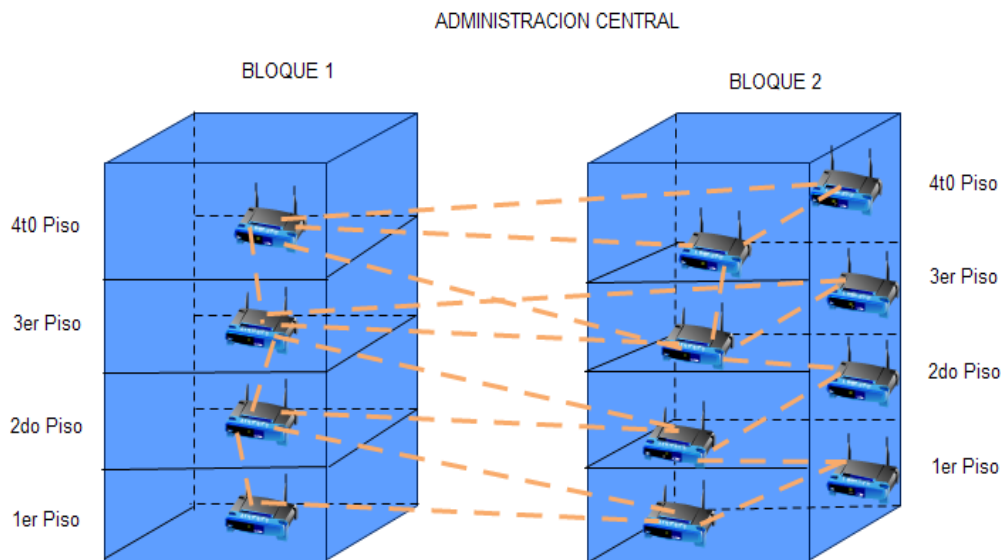 ADMINISTRACION CENTRAL
BLOQUE 1
BLOQUE 2
4t0 Piso
4t0 Piso
3er Piso
3er Piso
2do Piso
2do Piso
1er Piso
1er Piso